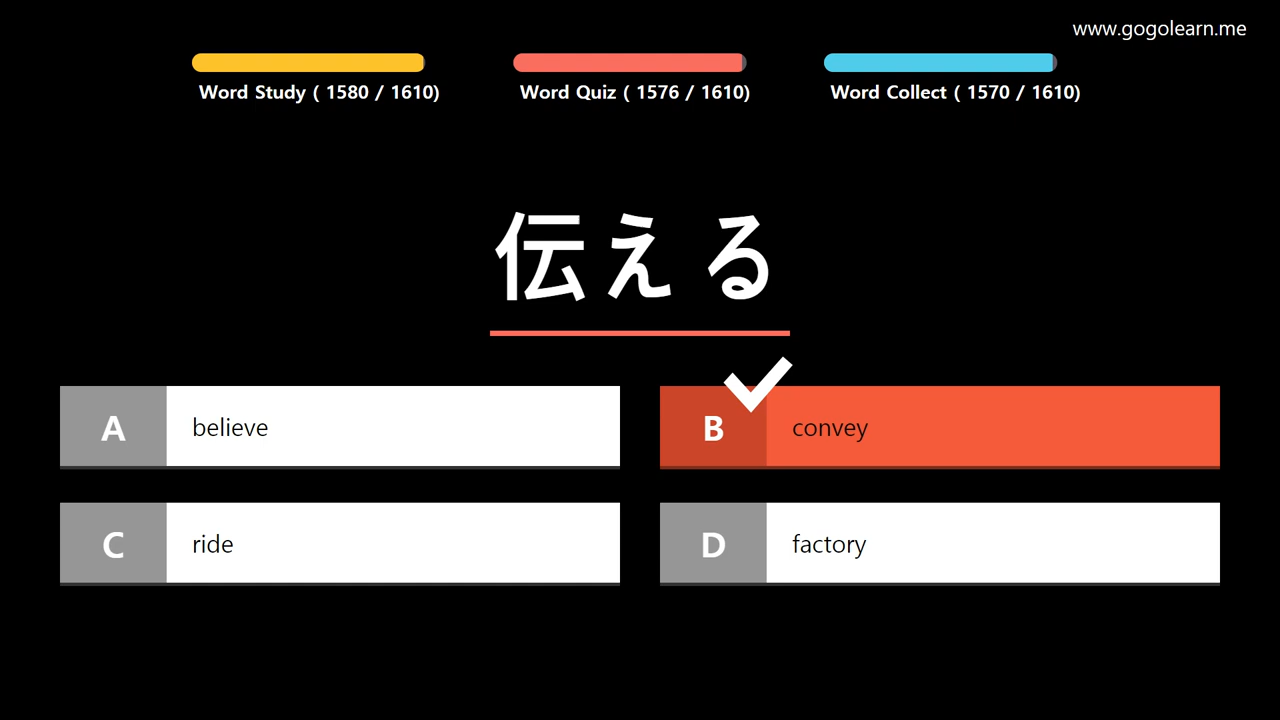 www.gogolearn.me
Word Study ( 1580 / 1610)
Word Quiz ( 1576 / 1610)
Word Collect ( 1570 / 1610)
伝える
A believe
B convey
C ride
D factory